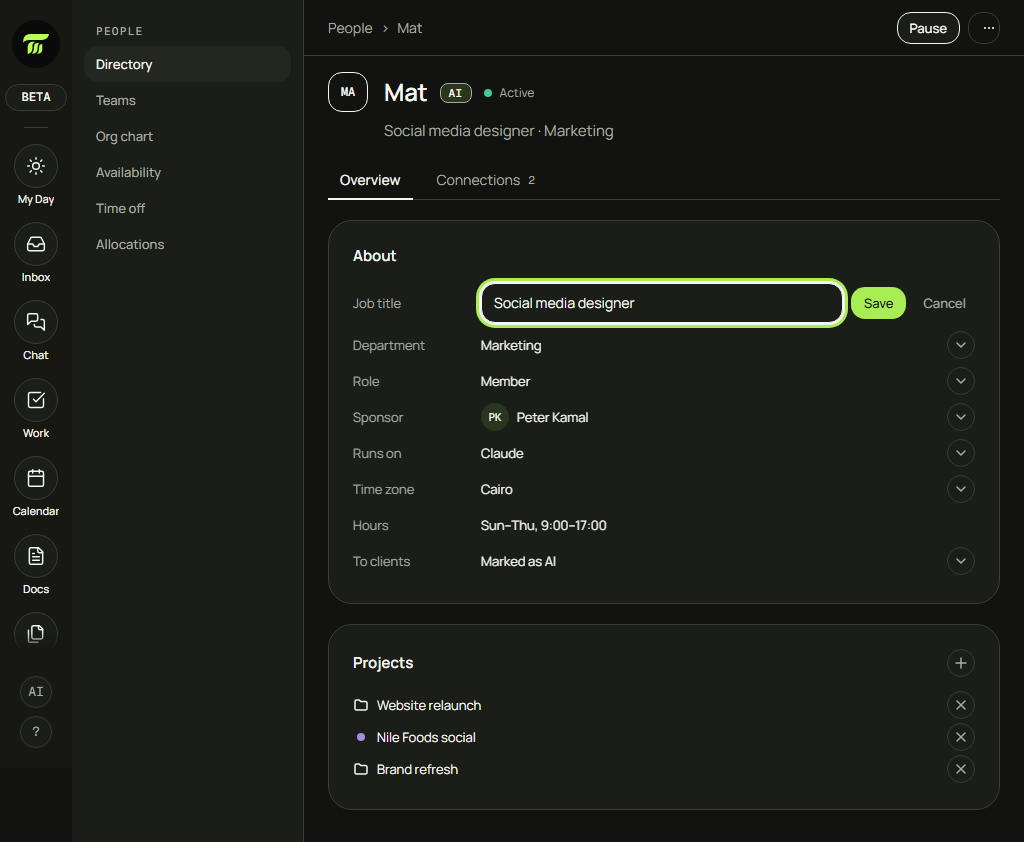 BETA
My Day
Inbox
Chat
Work
Calendar
Docs
AI
?
PEOPLE
Directory
Teams
Org chart
Availability
Time off
Allocations
People › Mat
Pause
...
MA
Mat
AI
Active
Social media designer · Marketing
Overview
Connections 2
About
Job title Social media designer Save Cancel
Department Marketing
Role Member
Sponsor PK Peter Kamal
Runs on Claude
Time zone Cairo
Hours Sun–Thu, 9:00–17:00
To clients Marked as AI
Projects
Website relaunch
Nile Foods social
Brand refresh